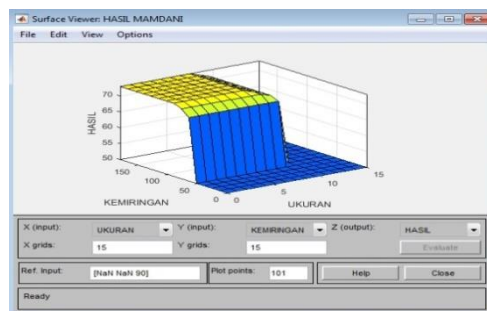 Surface Viewer: HASIL MAMDANI
File Edit View Options
70
65
60
55
50
HASIL
150
100
50
0
KEMIRINGAN
0
5
10
15
UKURAN
X (input): UKURAN Y (input): KEMIRINGAN Z (output): HASIL
X grids: 15 Y grids: 15 Evaluate
Ref. Input: [NaN NaN 90] Plot points: 101 Help Close
Ready